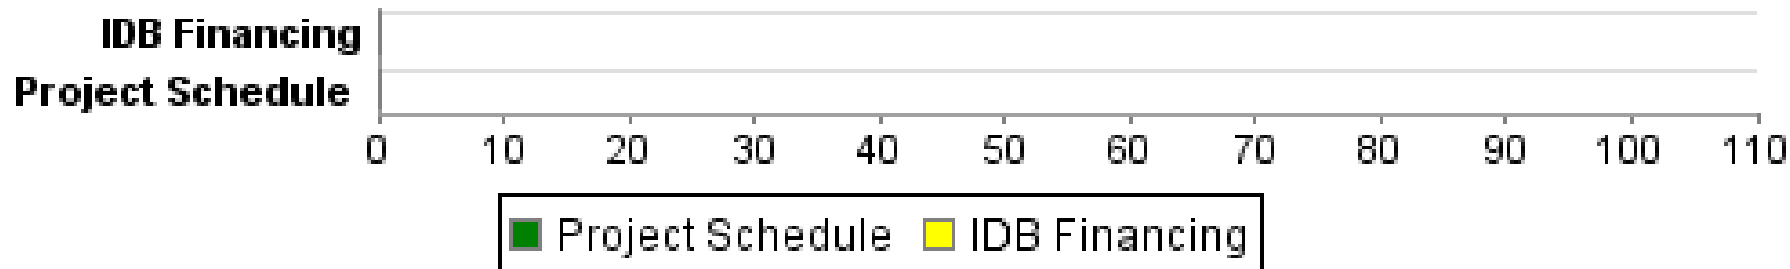 IDB Financing
Project Schedule
0 10 20 30 40 50 60 70 80 90 100 110
Project Schedule IDB Financing